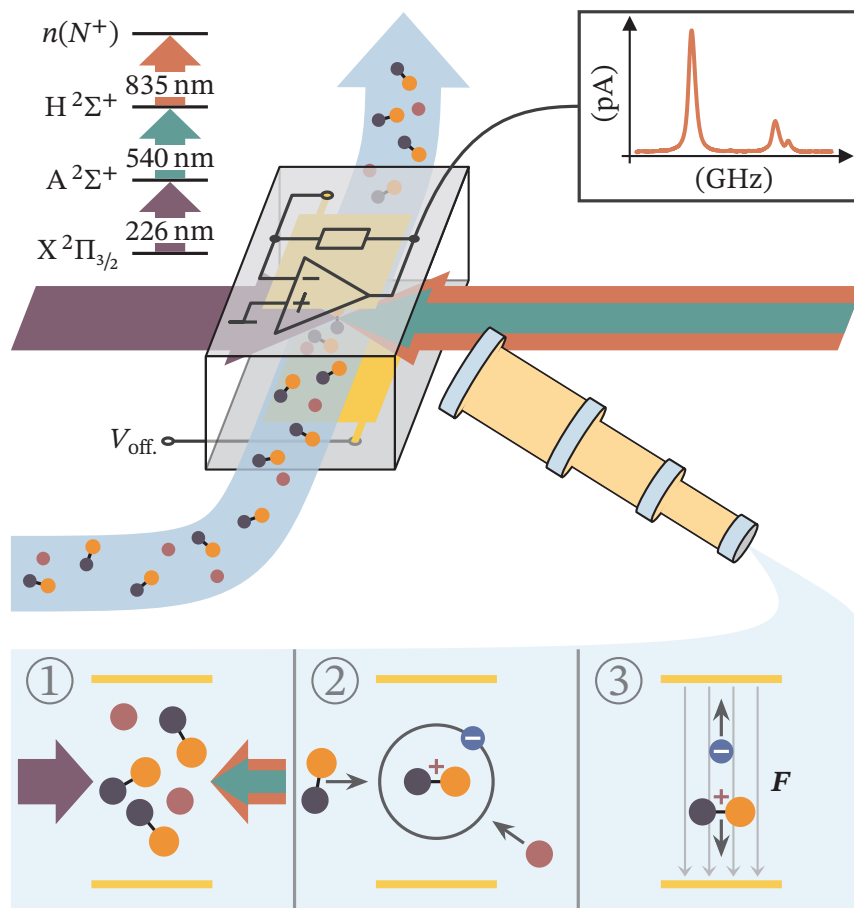 n(N⁺)
835 nm
H ²Σ⁺
540 nm
A ²Σ⁺
226 nm
X ²Π₃/₂
(pA)
(GHz)
−
+
V_off.
① ② ③
−
+
F
−
+